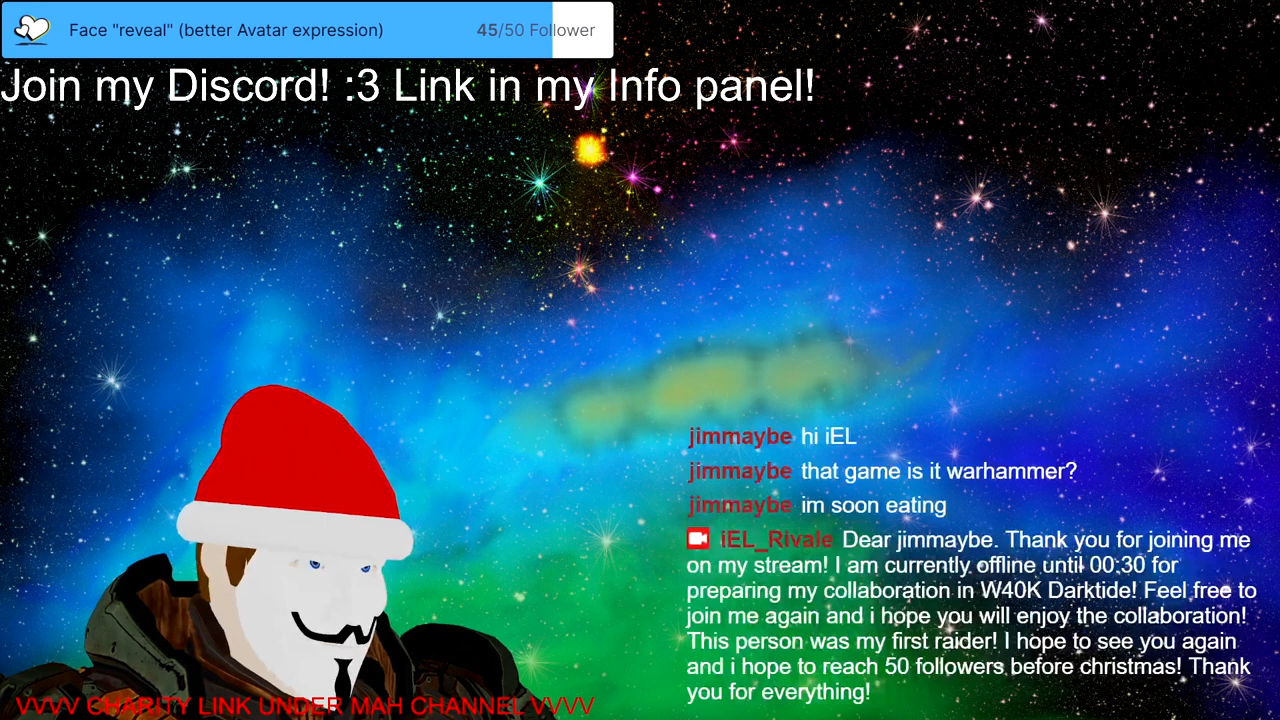 Face "reveal" (better Avatar expression) 45/50 Follower
Join my Discord! :3 Link in my Info panel!
jimmaybe hi iEL
jimmaybe that game is it warhammer?
jimmaybe im soon eating
iEL_Rivale Dear jimmaybe. Thank you for joining me
on my stream! I am currently offline until 00:30 for
preparing my collaboration in W40K Darktide! Feel free to
join me again and i hope you will enjoy the collaboration!
This person was my first raider! I hope to see you again
and i hope to reach 50 followers before christmas! Thank
you for everything!
VVVV CHARITY LINK UNDER MAH CHANNEL VVVV